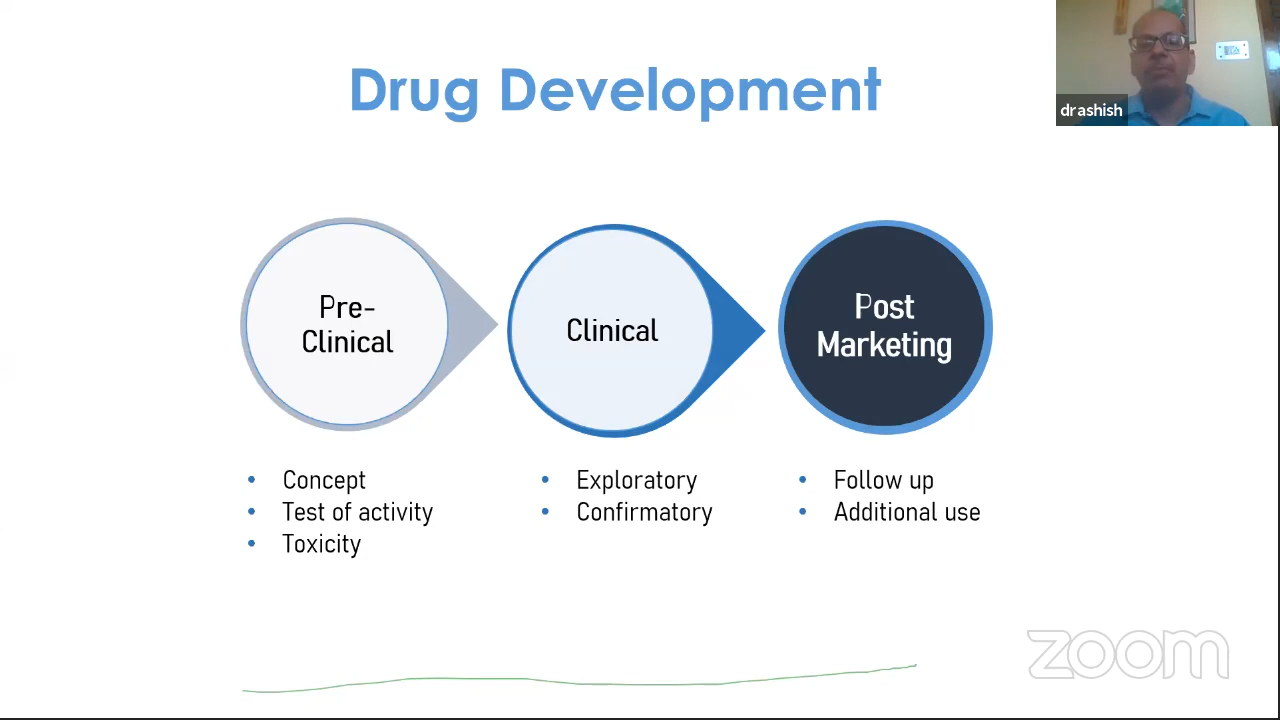 Drug Development
drashish
Pre-
Clinical
Clinical
Post
Marketing
• Concept
• Test of activity
• Toxicity
• Exploratory
• Confirmatory
• Follow up
• Additional use
zoom